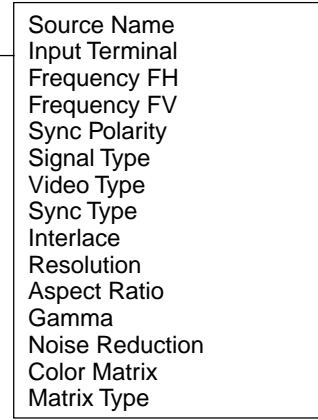 Source Name
Input Terminal
Frequency FH
Frequency FV
Sync Polarity
Signal Type
Video Type
Sync Type
Interlace
Resolution
Aspect Ratio
Gamma
Noise Reduction
Color Matrix
Matrix Type